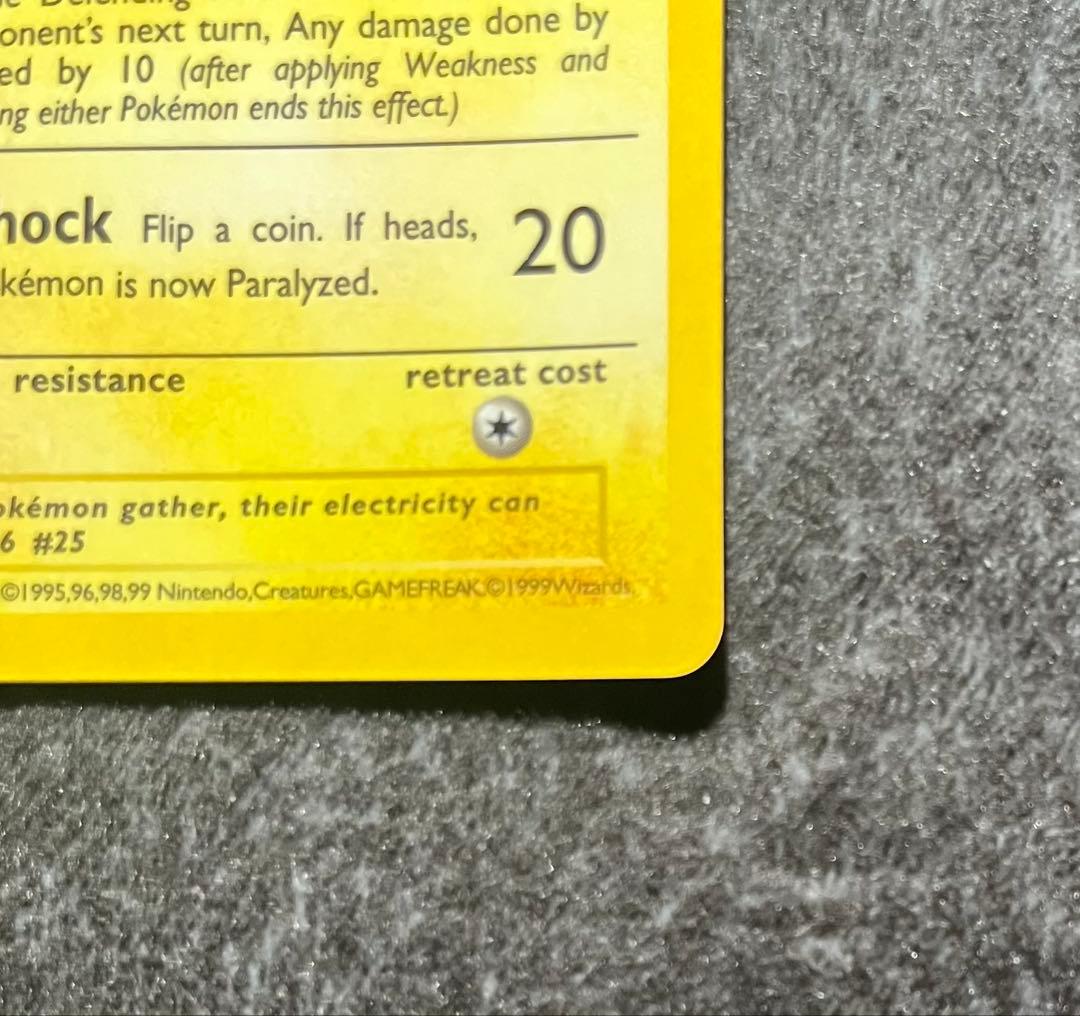 onent's next turn, Any damage done by
ed by 10 (after applying Weakness and
ng either Pokémon ends this effect.)
hock Flip a coin. If heads, 20
kémon is now Paralyzed.
resistance retreat cost
okémon gather, their electricity can
6 #25
©1995,96,98,99 Nintendo,Creatures,GAMEFREAK.©1999Wizards.